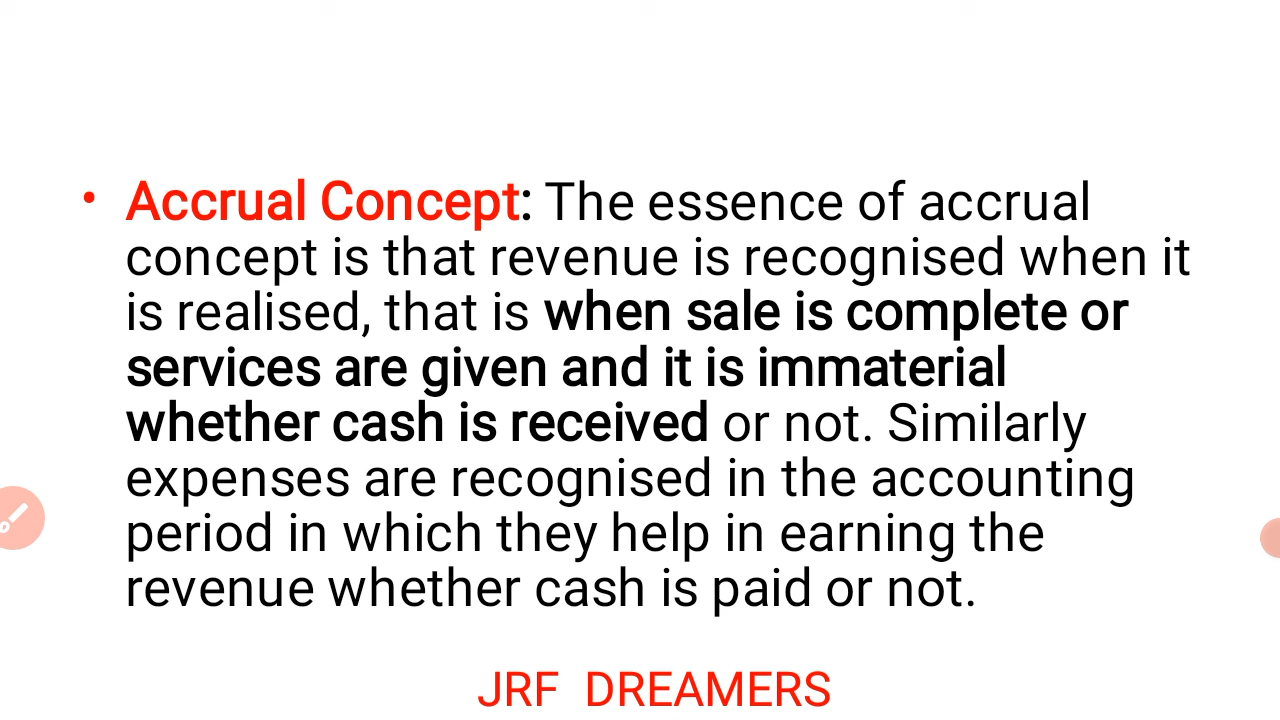 • Accrual Concept: The essence of accrual
concept is that revenue is recognised when it
is realised, that is when sale is complete or
services are given and it is immaterial
whether cash is received or not. Similarly
expenses are recognised in the accounting
period in which they help in earning the
revenue whether cash is paid or not.
JRF DREAMERS